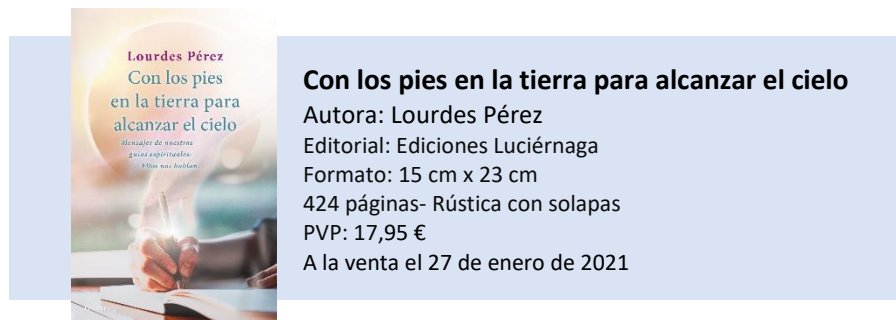 Lourdes Pérez
Con los pies
en la tierra para
alcanzar el cielo
Mensajes de nuestros
guías espirituales.
Ellos nos hablan.
Con los pies en la tierra para alcanzar el cielo
Autora: Lourdes Pérez
Editorial: Ediciones Luciérnaga
Formato: 15 cm x 23 cm
424 páginas- Rústica con solapas
PVP: 17,95 €
A la venta el 27 de enero de 2021